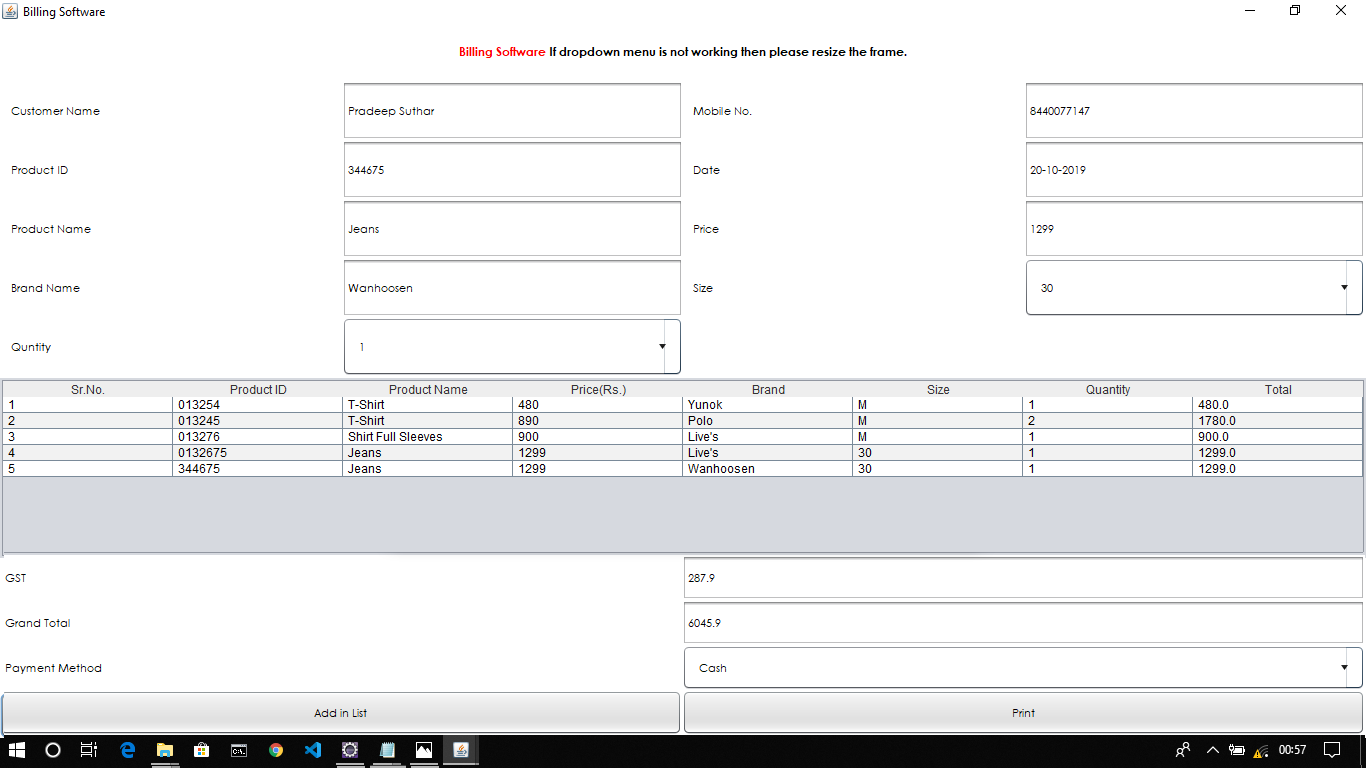 Billing Software
Billing Software If dropdown menu is not working then please resize the frame.
Customer Name Pradeep Suthar Mobile No. 8440077147
Product ID 344675 Date 20-10-2019
Product Name Jeans Price 1299
Brand Name Wanhoosen Size 30
Quntity 1
Sr.No. Product ID Product Name Price(Rs.) Brand Size Quantity Total
1 013254 T-Shirt 480 Yunok M 1 480.0
2 013245 T-Shirt 890 Polo M 2 1780.0
3 013276 Shirt Full Sleeves 900 Live's M 1 900.0
4 0132675 Jeans 1299 Live's 30 1 1299.0
5 344675 Jeans 1299 Wanhoosen 30 1 1299.0
GST 287.9
Grand Total 6045.9
Payment Method Cash
Add in List Print
00:57